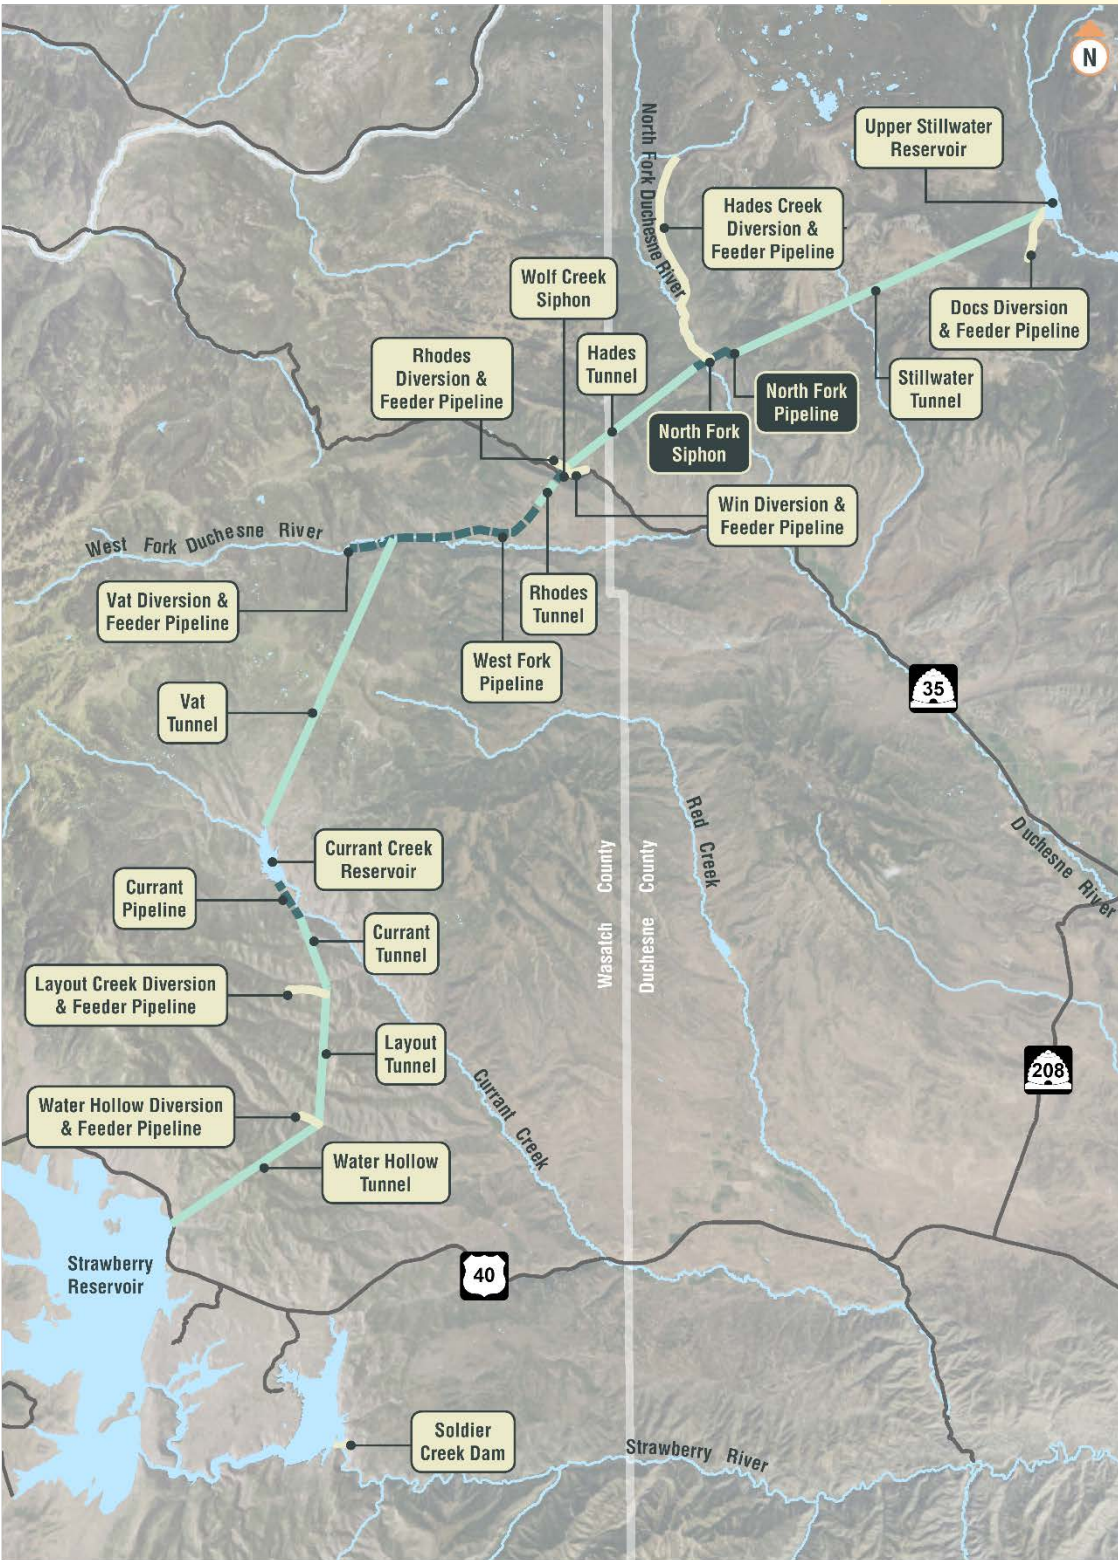 N
Upper Stillwater
Reservoir
North Fork Duchesne River
Hades Creek
Diversion &
Feeder Pipeline
Wolf Creek
Siphon
Docs Diversion
& Feeder Pipeline
Rhodes
Diversion &
Feeder Pipeline
Hades
Tunnel
Stillwater
Tunnel
North Fork
Pipeline
North Fork
Siphon
Win Diversion &
Feeder Pipeline
West Fork Duchesne River
Vat Diversion &
Feeder Pipeline
Rhodes
Tunnel
West Fork
Pipeline
35
Vat
Tunnel
Red Creek
Duchesne River
Currant Creek
Reservoir
Wasatch County
Duchesne County
Currant
Pipeline
Currant
Tunnel
Layout Creek Diversion
& Feeder Pipeline
Layout
Tunnel
208
Currant Creek
Water Hollow Diversion
& Feeder Pipeline
Water Hollow
Tunnel
Strawberry
Reservoir
40
Soldier
Creek Dam
Strawberry River